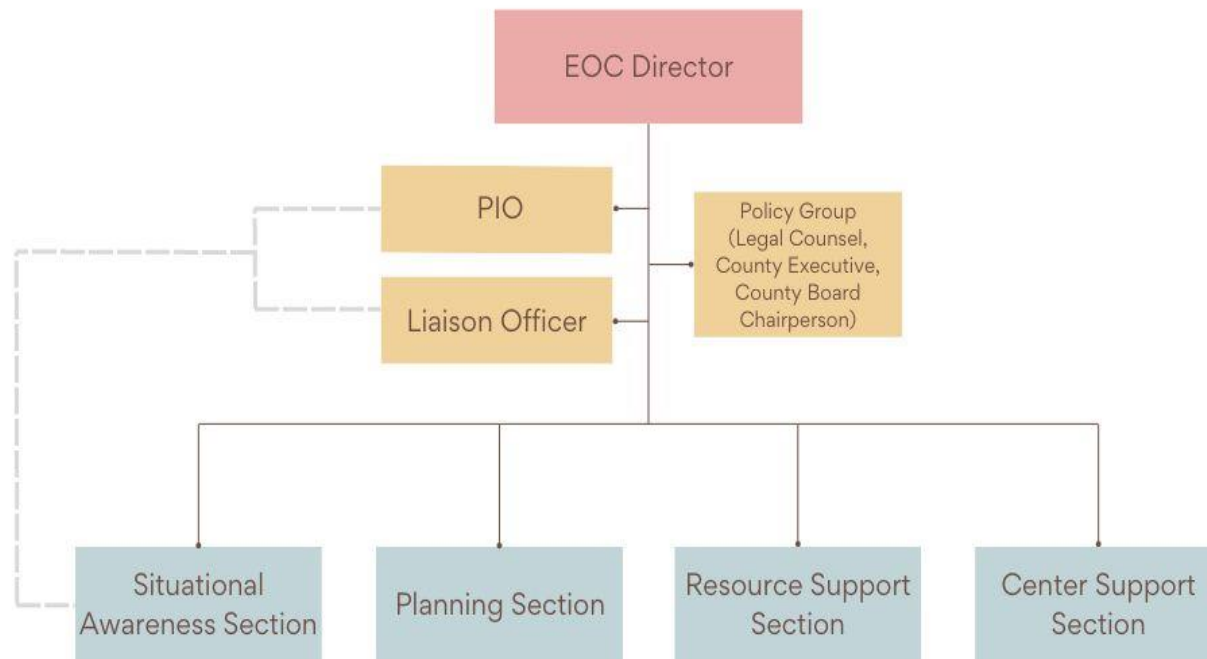 EOC Director
PIO
Policy Group
(Legal Counsel,
County Executive,
County Board
Chairperson)
Liaison Officer
Situational
Awareness Section
Planning Section
Resource Support
Section
Center Support
Section